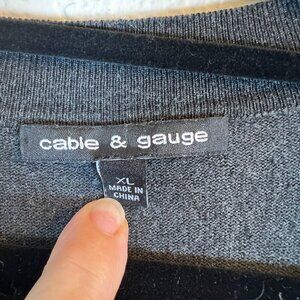 cable & gauge
XL
MADE IN
CHINA